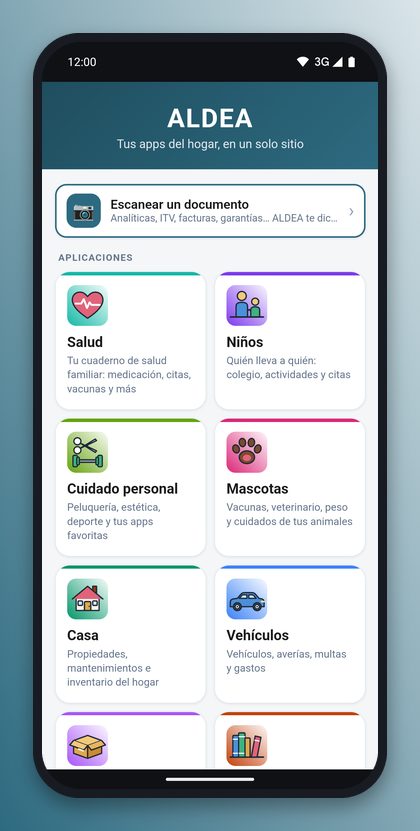 12:00
3G
ALDEA
Tus apps del hogar, en un solo sitio
Escanear un documento
Analíticas, ITV, facturas, garantías... ALDEA te dic...
APLICACIONES
Salud
Tu cuaderno de salud
familiar: medicación, citas,
vacunas y más
Niños
Quién lleva a quién:
colegio, actividades y citas
Cuidado personal
Peluquería, estética,
deporte y tus apps
favoritas
Mascotas
Vacunas, veterinario, peso
y cuidados de tus animales
Casa
Propiedades,
mantenimientos e
inventario del hogar
Vehículos
Vehículos, averías, multas
y gastos